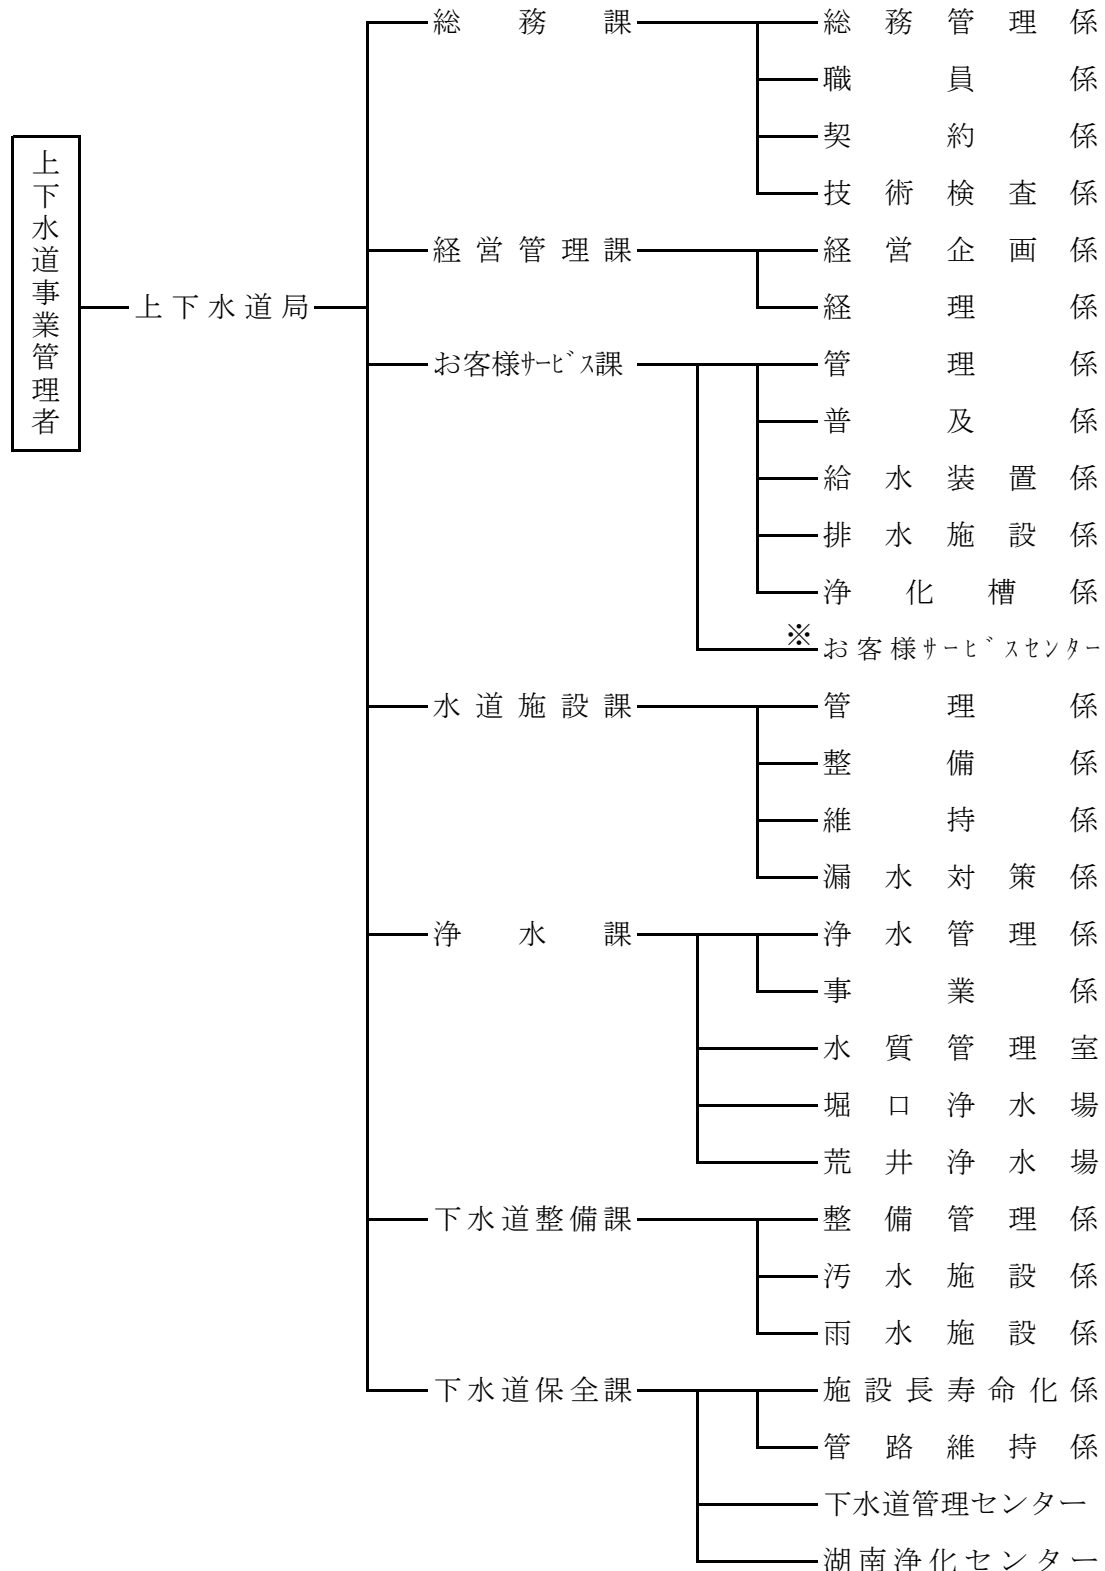 上下水道事業管理者
上下水道局
総務課
総務管理係
職員係
契約係
技術検査係
経営管理課
経営企画係
経理係
お客様ｻｰﾋﾞｽ課
管理係
普及係
給水装置係
排水施設係
浄化槽係
※お客様ｻｰﾋﾞｽｾﾝﾀｰ
水道施設課
管理係
整備係
維持係
漏水対策係
浄水課
浄水管理係
事業係
水質管理室
堀口浄水場
荒井浄水場
下水道整備課
整備管理係
汚水施設係
雨水施設係
下水道保全課
施設長寿命化係
管路維持係
下水道管理センター
湖南浄化センター